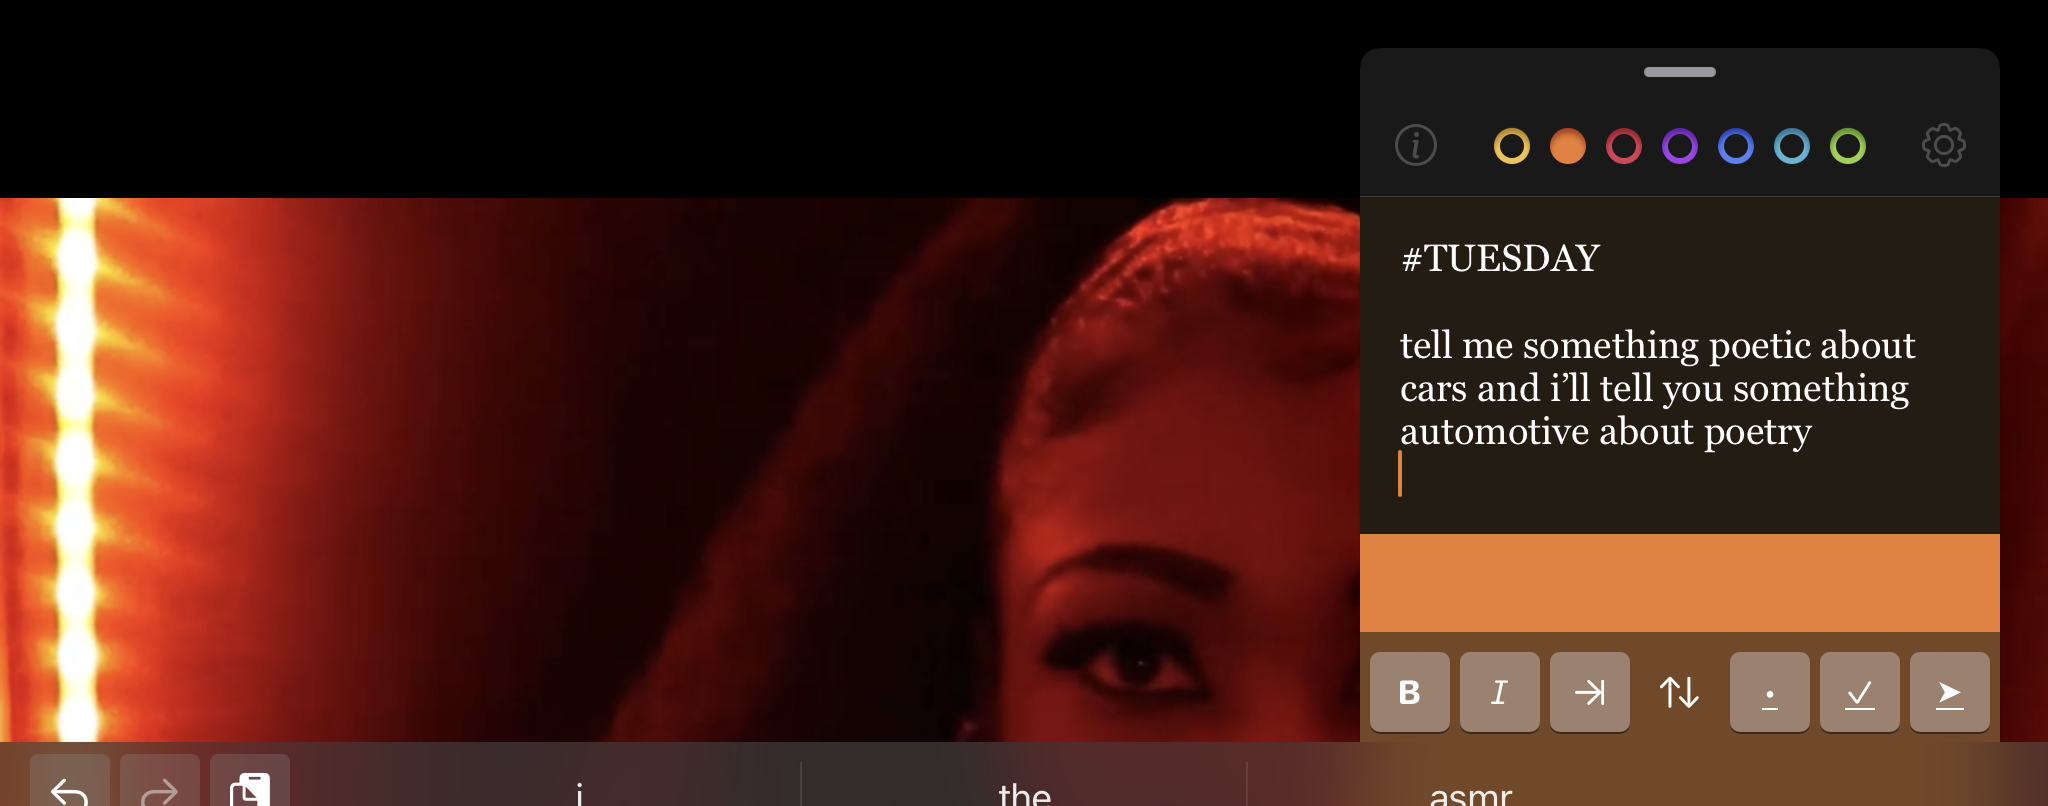 #TUESDAY
tell me something poetic about
cars and i’ll tell you something
automotive about poetry
B I
i the asmr